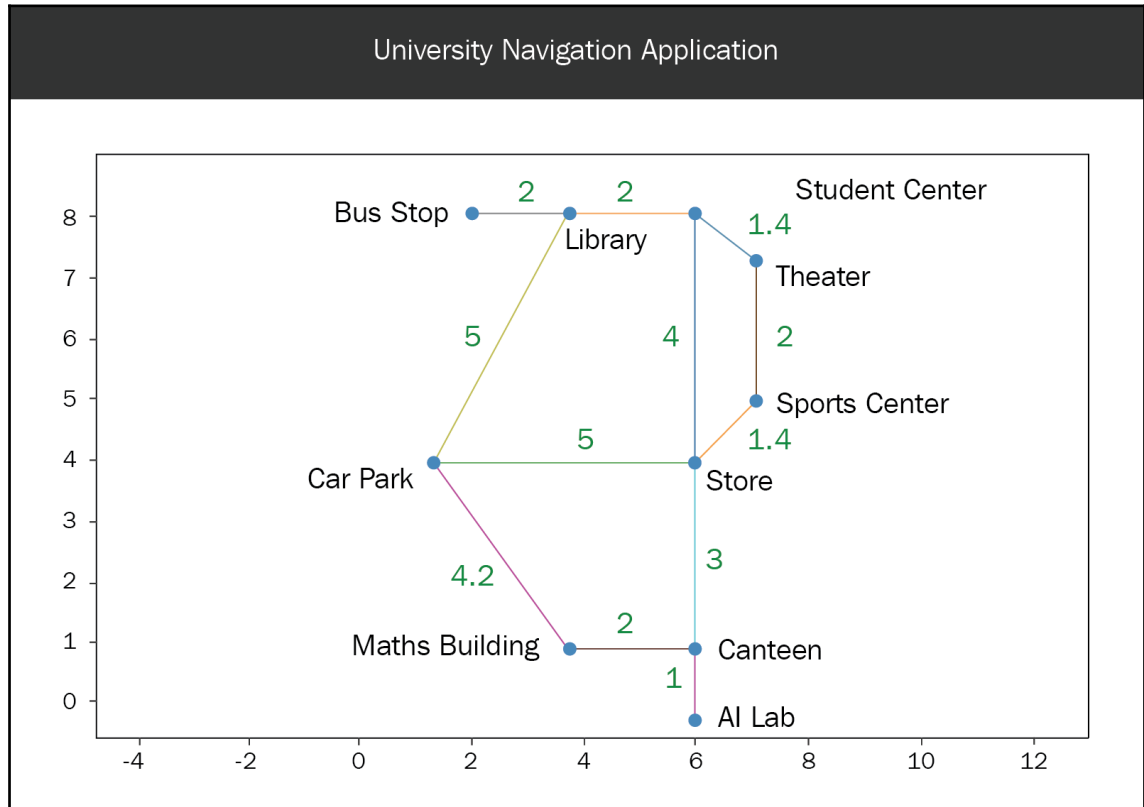 University Navigation Application
2
2
Student Center
Bus Stop
8
Library
1.4
7
Theater
6
5
4
2
5
Sports Center
5
1.4
4
Car Park
Store
3
3
4.2
2
2
1
Maths Building
Canteen
1
0
AI Lab
-4
-2
0
2
4
6
8
10
12